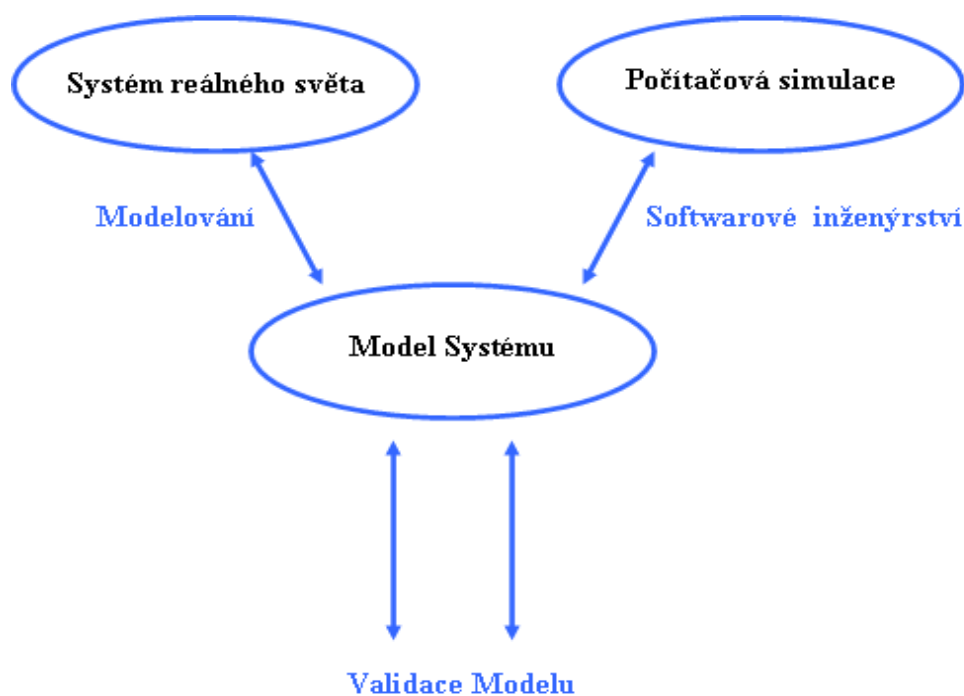 Systém reálného světa
Počítačová simulace
Modelování
Softwarové inženýrství
Model Systému
Validace Modelu